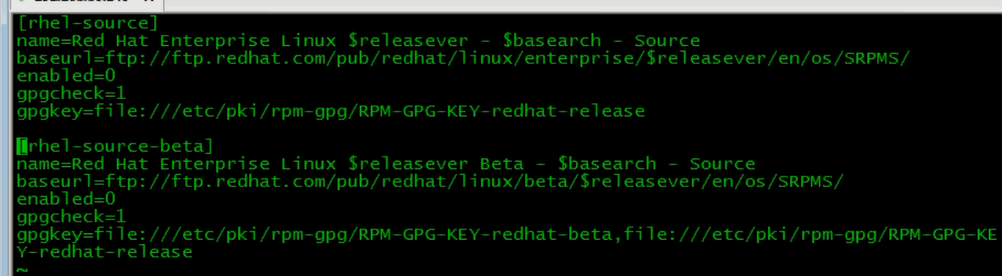 [rhel-source]
name=Red Hat Enterprise Linux $releasever - $basearch - Source
baseurl=ftp://ftp.redhat.com/pub/redhat/linux/enterprise/$releasever/en/os/SRPMS/
enabled=0
gpgcheck=1
gpgkey=file:///etc/pki/rpm-gpg/RPM-GPG-KEY-redhat-release
[rhel-source-beta]
name=Red Hat Enterprise Linux $releasever Beta - $basearch - Source
baseurl=ftp://ftp.redhat.com/pub/redhat/linux/beta/$releasever/en/os/SRPMS/
enabled=0
gpgcheck=1
gpgkey=file:///etc/pki/rpm-gpg/RPM-GPG-KEY-redhat-beta,file:///etc/pki/rpm-gpg/RPM-GPG-KE
Y-redhat-release
~